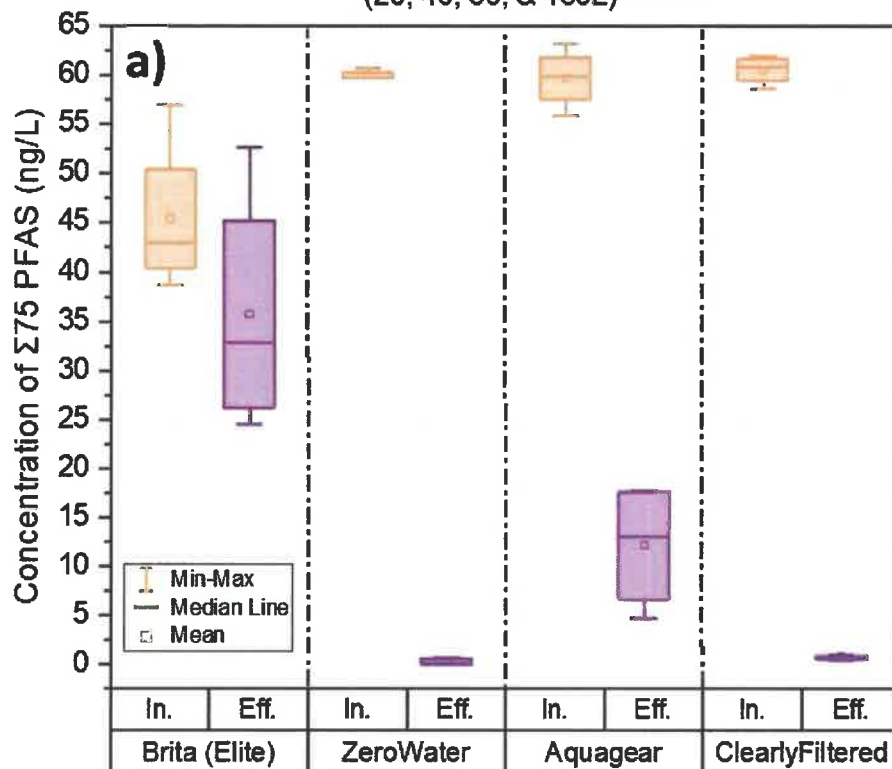 a)
65
60
55
50
45
40
35
30
25
20
15
10
5
0
Concentration of Σ75 PFAS (ng/L)
Min-Max
Median Line
Mean
In. Eff. In. Eff. In. Eff. In. Eff.
Brita (Elite) ZeroWater Aquagear ClearlyFiltered